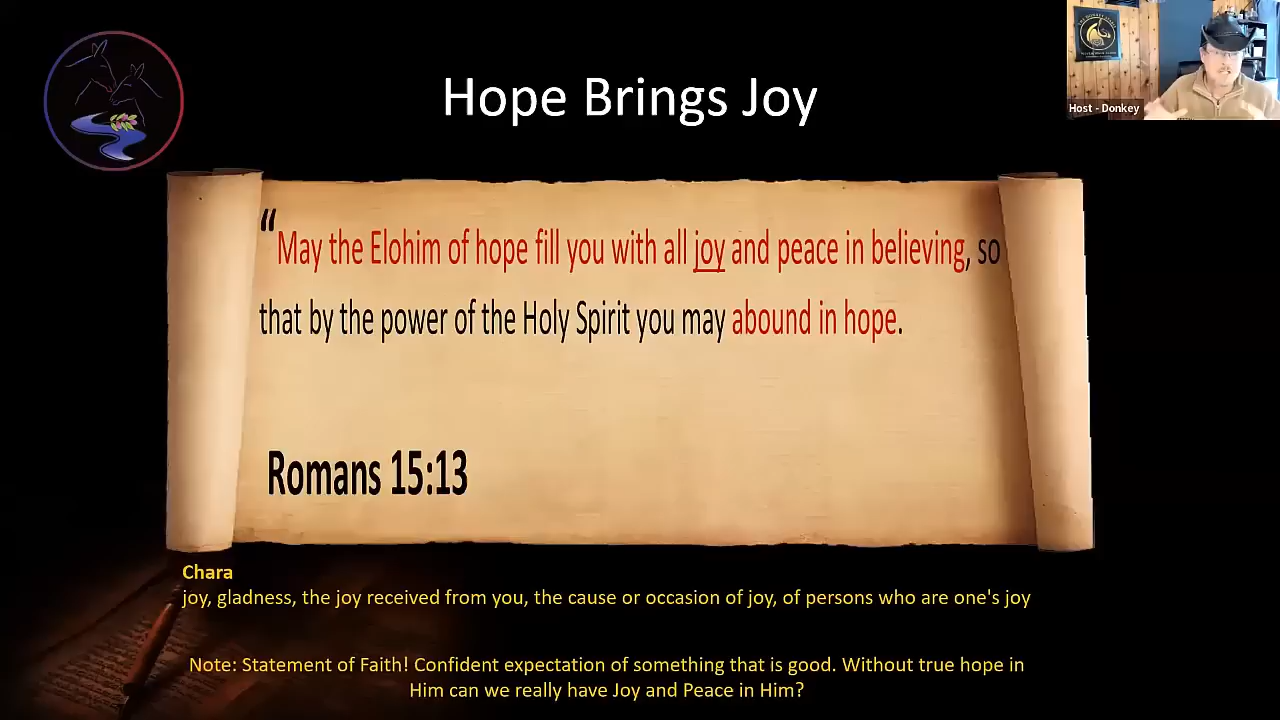 Hope Brings Joy
Host - Donkey
“May the Elohim of hope fill you with all joy and peace in believing, so
that by the power of the Holy Spirit you may abound in hope.
Romans 15:13
Chara
joy, gladness, the joy received from you, the cause or occasion of joy, of persons who are one's joy
Note: Statement of Faith! Confident expectation of something that is good. Without true hope in
Him can we really have Joy and Peace in Him?